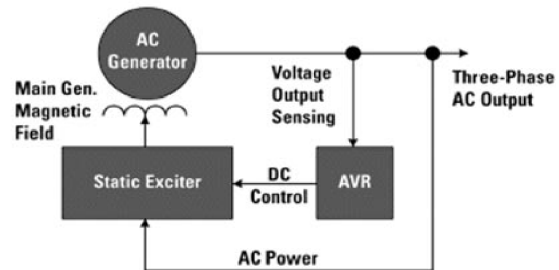 AC
Generator
Main Gen.
Magnetic
Field
Voltage
Output
Sensing
Three-Phase
AC Output
Static Exciter
DC
Control
AVR
AC Power